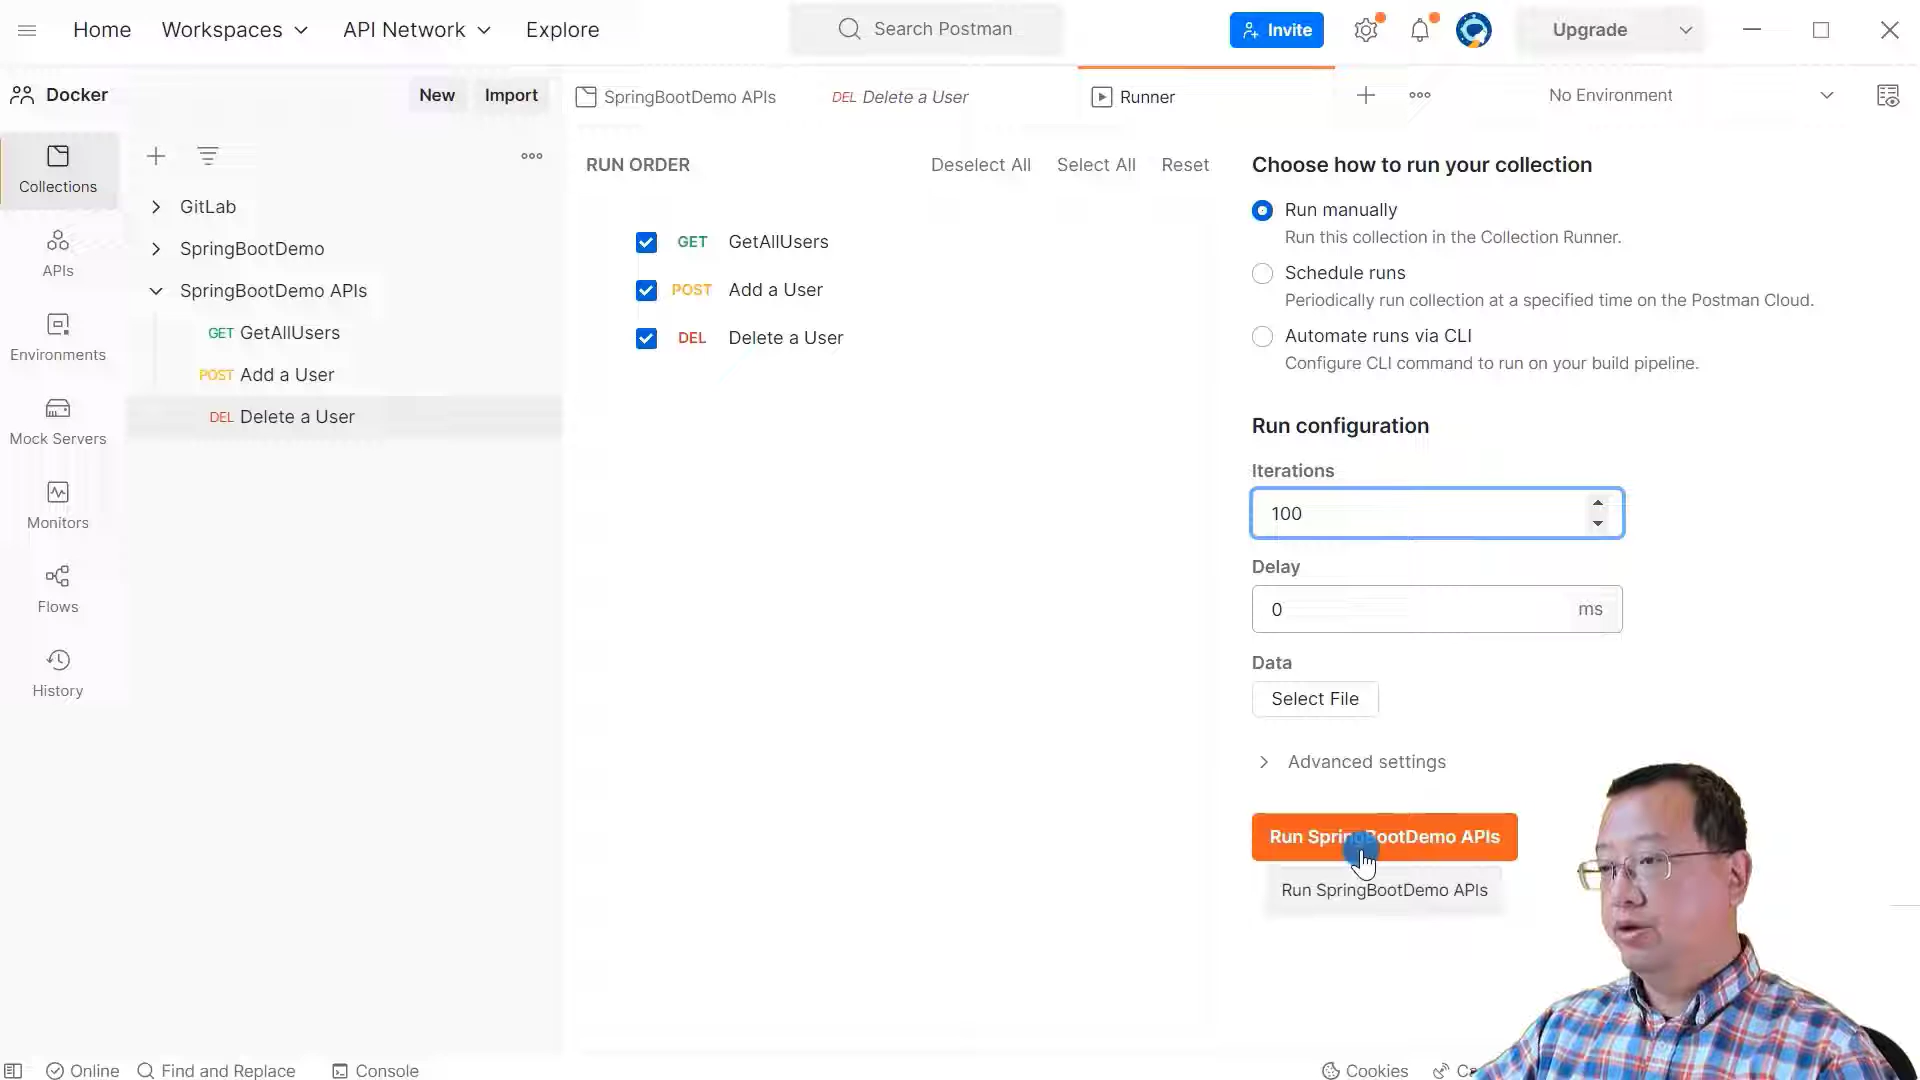 Home
Workspaces
API Network
Explore
Search Postman
Invite
Upgrade
Docker
New
Import
SpringBootDemo APIs
DEL Delete a User
Runner
No Environment
Collections
APIs
Environments
Mock Servers
Monitors
Flows
History
GitLab
SpringBootDemo
SpringBootDemo APIs
GET GetAllUsers
POST Add a User
DEL Delete a User
RUN ORDER
Deselect All
Select All
Reset
GET GetAllUsers
POST Add a User
DEL Delete a User
Choose how to run your collection
Run manually
Run this collection in the Collection Runner.
Schedule runs
Periodically run collection at a specified time on the Postman Cloud.
Automate runs via CLI
Configure CLI command to run on your build pipeline.
Run configuration
Iterations
100
Delay
0 ms
Data
Select File
Advanced settings
Run SpringBootDemo APIs
Run SpringBootDemo APIs
Online
Find and Replace
Console
Cookies